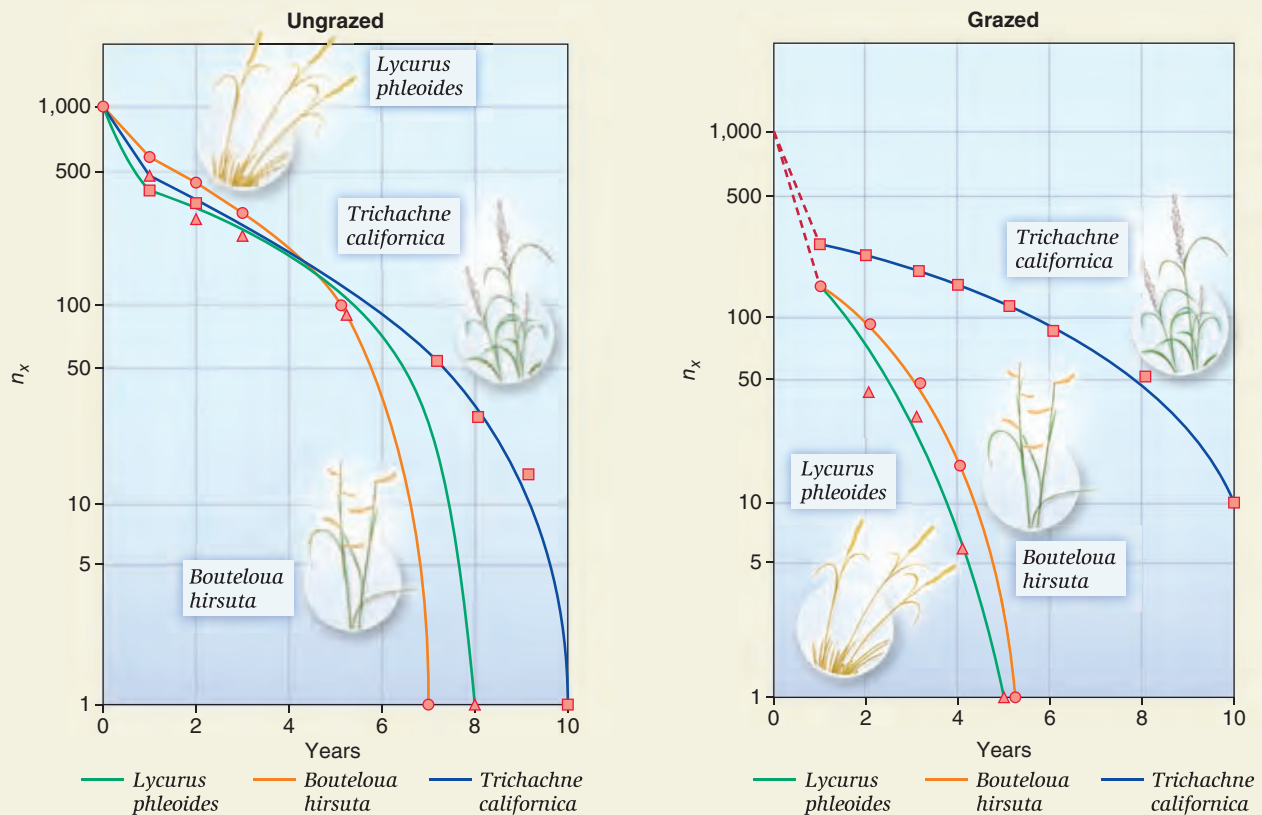 Ungrazed
Lycurus
phleoides
Trichachne
californica
Bouteloua
hirsuta
1,000
500
100
50
10
5
1
n_x
0 2 4 6 8 10
Years
Lycurus
phleoides
Bouteloua
hirsuta
Trichachne
californica
Grazed
Trichachne
californica
Lycurus
phleoides
Bouteloua
hirsuta
1,000
500
100
50
10
5
1
n_x
0 2 4 6 8 10
Years
Lycurus
phleoides
Bouteloua
hirsuta
Trichachne
californica